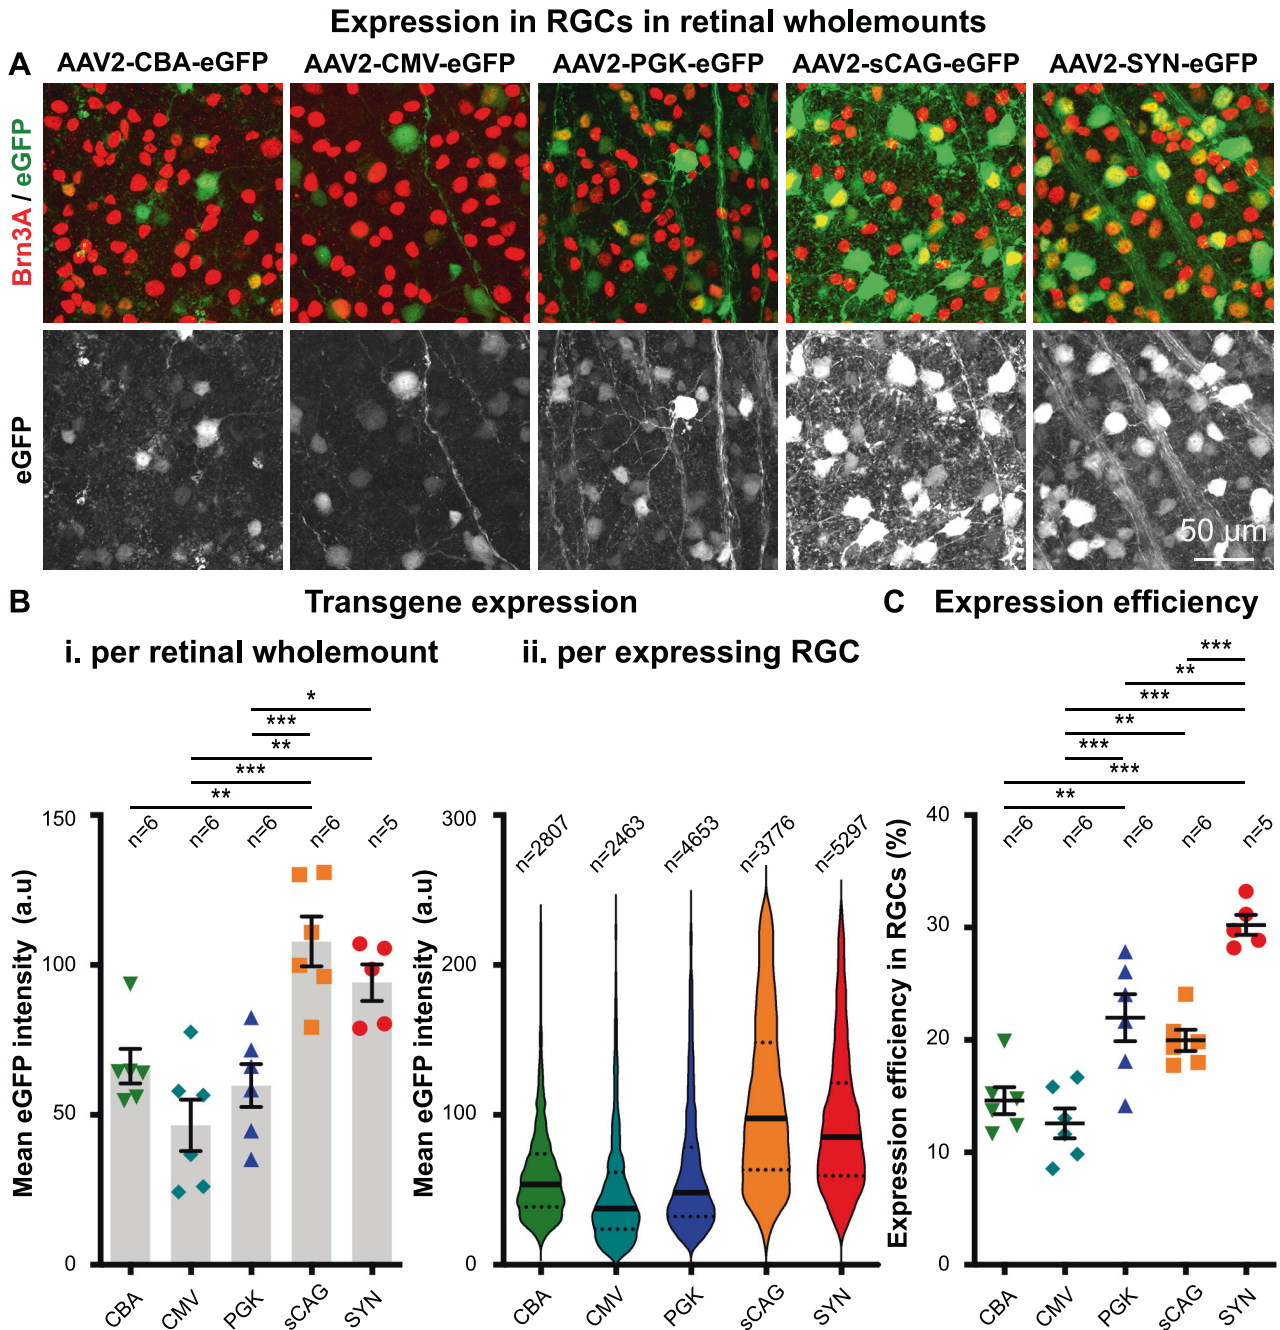 Expression in RGCs in retinal wholemounts
A
AAV2-CBA-eGFP AAV2-CMV-eGFP AAV2-PGK-eGFP AAV2-sCAG-eGFP AAV2-SYN-eGFP
Brn3A / eGFP
eGFP
50 µm
B Transgene expression
i. per retinal wholemount
***
**
***
**
*
150
100
50
0
Mean eGFP intensity (a.u)
n=6 n=6 n=6 n=6 n=5
CBA CMV PGK sCAG SYN
ii. per expressing RGC
300
200
100
0
Mean eGFP intensity (a.u)
n=2807 n=2463 n=4653 n=3776 n=5297
CBA CMV PGK sCAG SYN
C Expression efficiency
***
**
***
**
***
***
**
40
30
20
10
0
Expression efficiency in RGCs (%)
n=6 n=6 n=6 n=6 n=5
CBA CMV PGK sCAG SYN